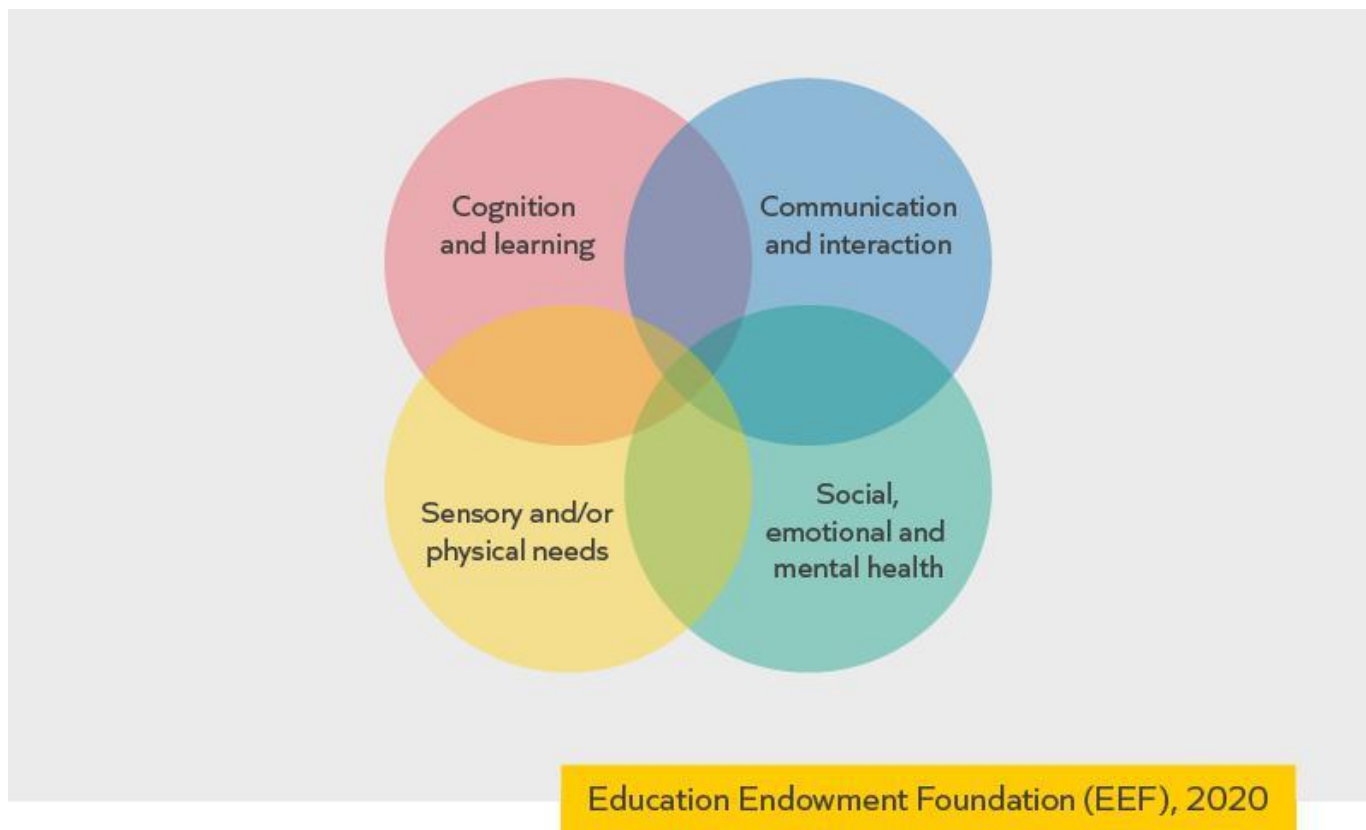 Cognition
and learning
Communication
and interaction
Sensory and/or
physical needs
Social,
emotional and
mental health
Education Endowment Foundation (EEF), 2020